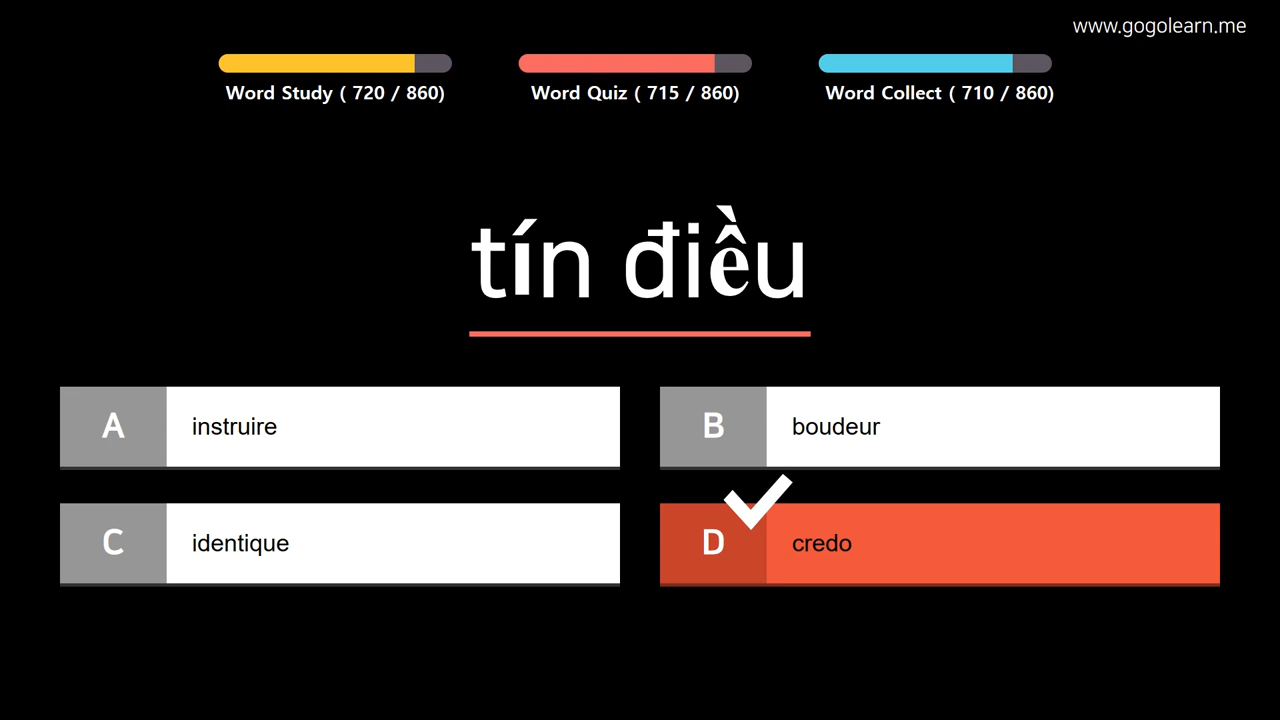 www.gogolearn.me
Word Study ( 720 / 860)
Word Quiz ( 715 / 860)
Word Collect ( 710 / 860)
tín điều
A
instruire
B
boudeur
C
identique
D
credo